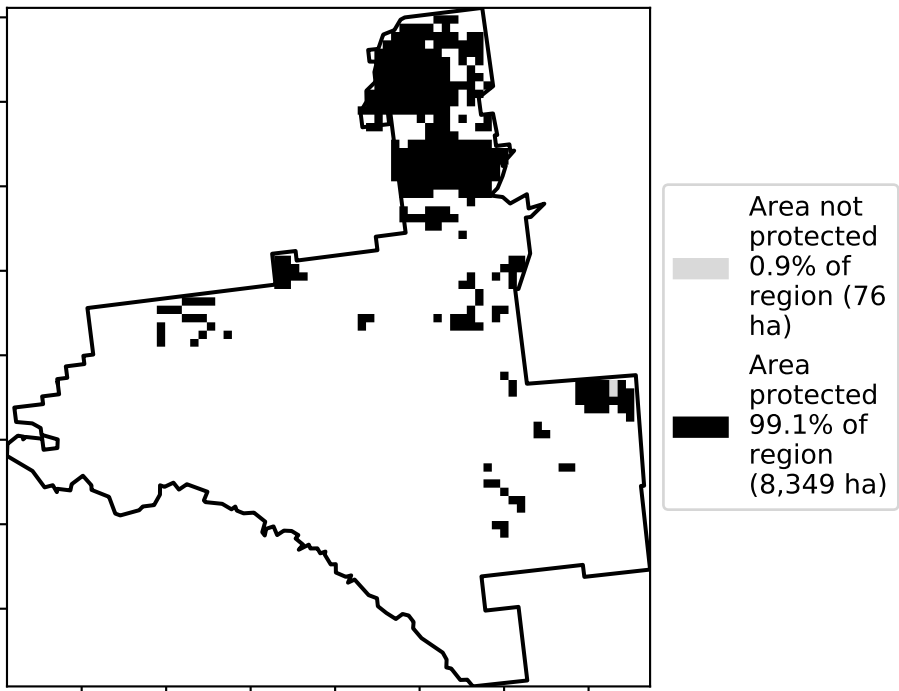 Area not
protected
0.9% of
region (76
ha)
Area
protected
99.1% of
region
(8,349 ha)